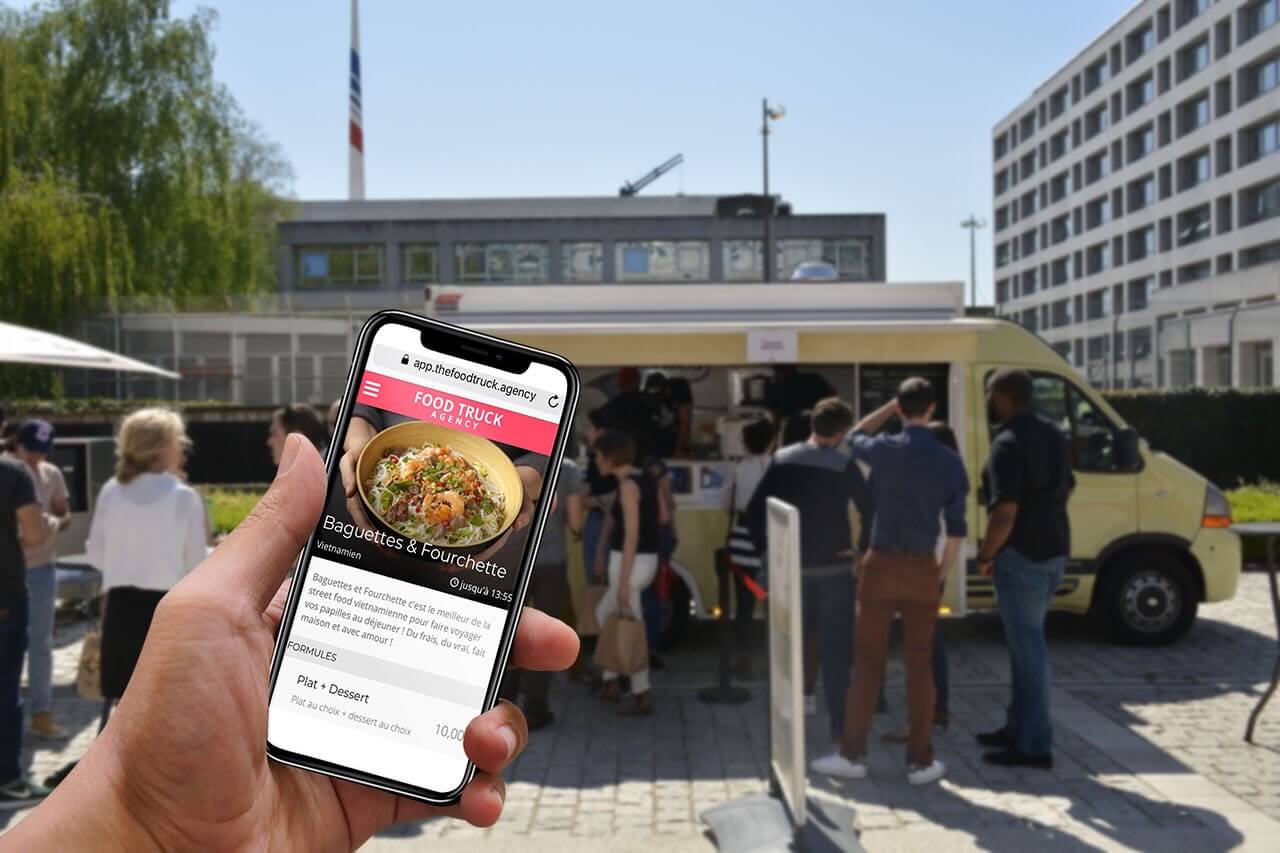 app.thefoodtruck.agency
FOOD TRUCK
AGENCY
Baguettes & Fourchette
Vietnamien
jusqu'à 13:55
Baguettes et Fourchette c'est le meilleur de la
street food vietnamienne pour faire voyager
vos papilles au déjeuner ! Du frais, du vrai, fait
maison et avec amour !
FORMULES
Plat + Dessert
Plat au choix + dessert au choix
10,00